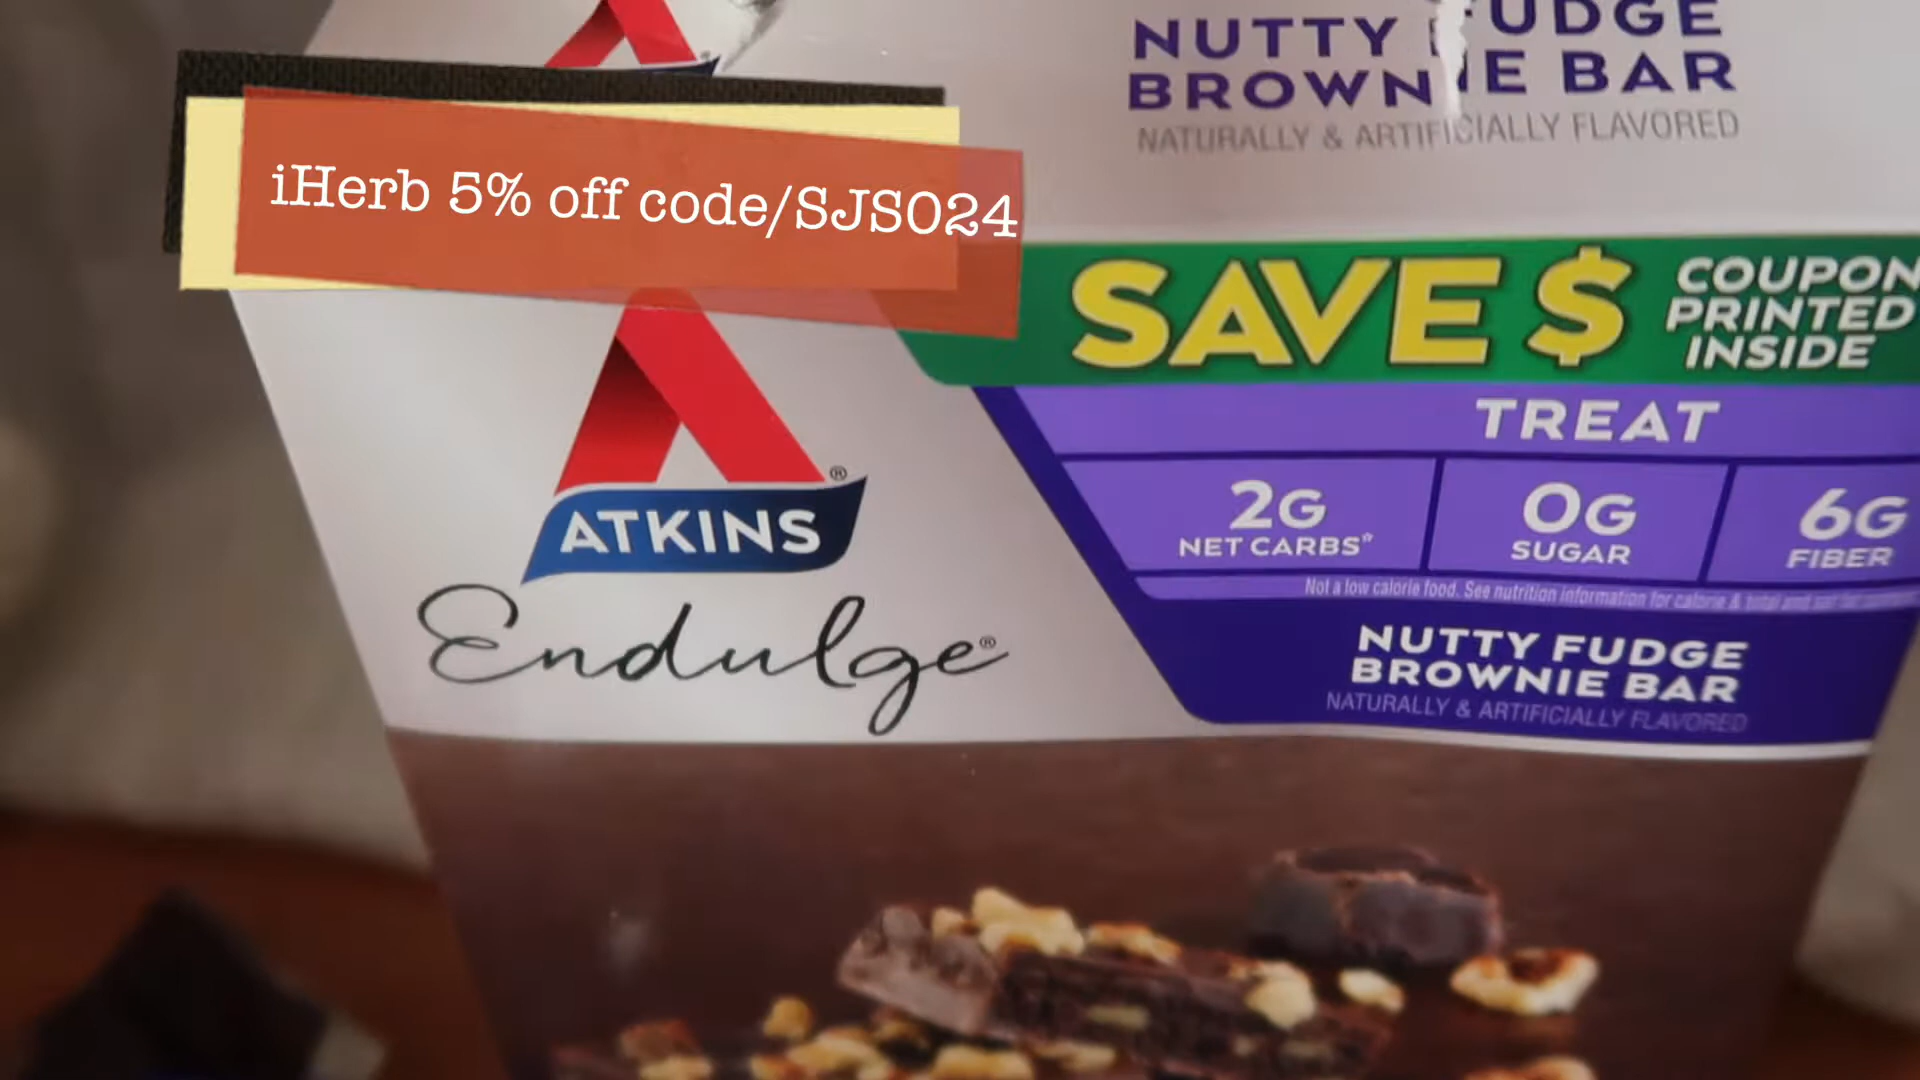 NUTTY FUDGE
BROWNIE BAR
NATURALLY & ARTIFICIALLY FLAVORED
iHerb 5% off code/SJS024
SAVE $
COUPON
PRINTED
INSIDE
TREAT
2G
NET CARBS*
0G
SUGAR
6G
FIBER
Not a low calorie food. See nutrition information for calorie &
ATKINS
Endulge®
NUTTY FUDGE
BROWNIE BAR
NATURALLY & ARTIFICIALLY FLAVORED